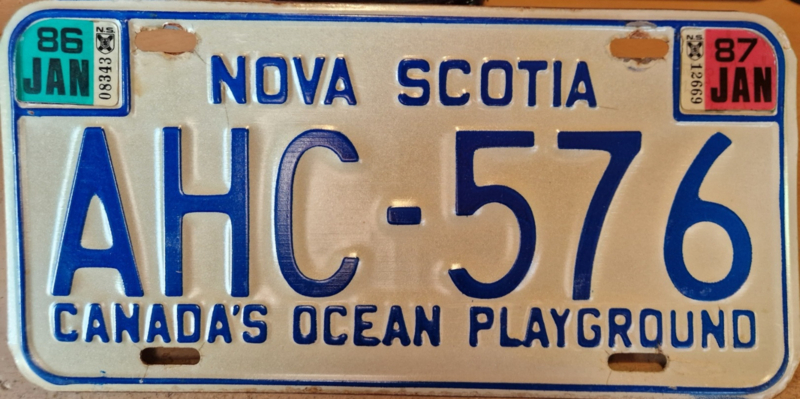 86
JAN
N.S.
08343
NOVA SCOTIA
N.S.
12669
87
JAN
AHC-576
CANADA'S OCEAN PLAYGROUND